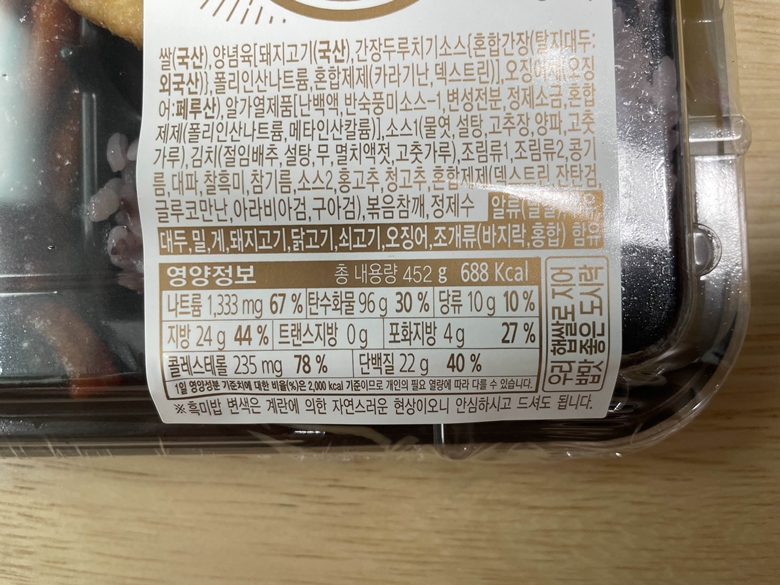 쌀(국산),양념육[돼지고기(국산),간장두루치기소스{혼합간장(탈지대두:
외국산)},폴리인산나트륨,혼합제제(카라기난,덱스트린)],오징어채(오징
어:페루산),알가열제품[난백액,반숙풍미소스-1,변성전분,정제소금,혼합
제제(폴리인산나트륨,메타인산칼륨)],소스1(물엿,설탕,고추장,양파,고춧
가루),김치(절임배추,설탕,무,멸치액젓,고춧가루),조림류1,조림류2,콩기
름,대파,찰흑미,참기름,소스2,홍고추,청고추,혼합제제(덱스트린,잔탄검,
글루코만난,아라비아검,구아검),볶음참깨,정제수 알류
대두,밀,게,돼지고기,닭고기,쇠고기,오징어,조개류(바지락,홍합) 함유
영양정보 총 내용량 452 g 688 Kcal
나트륨 1,333 mg 67 % 탄수화물 96 g 30 % 당류 10 g 10 %
지방 24 g 44 % 트랜스지방 0 g 포화지방 4 g 27 %
콜레스테롤 235 mg 78 % 단백질 22 g 40 %
1일 영양성분 기준치에 대한 비율(%)은 2,000 kcal 기준이므로 개인의 필요 열량에 따라 다를 수 있습니다.
우리 햅쌀로 지어
밥맛 좋은 도시락
※흑미밥 변색은 계란에 의한 자연스러운 현상이오니 안심하시고 드셔도 됩니다.